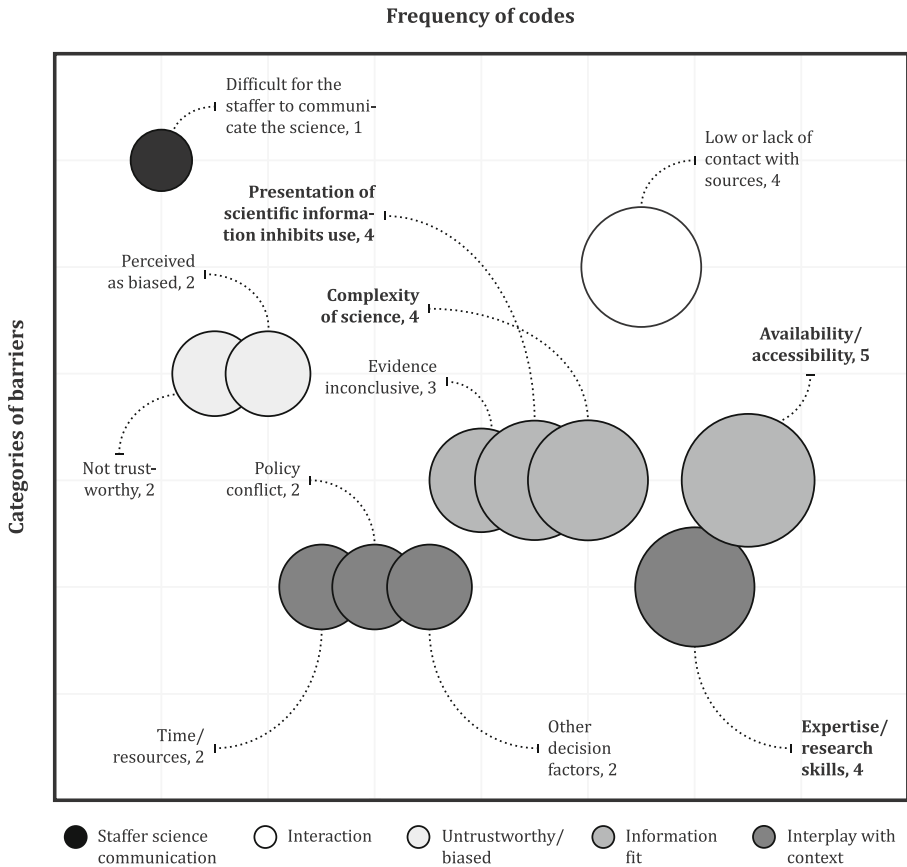 Frequency of codes
Difficult for the
staffer to communi-
cate the science, 1
Low or lack of
contact with
sources, 4
Presentation of
scientific informa-
tion inhibits use, 4
Perceived
as biased, 2
Complexity
of science, 4
Availability/
accessibility, 5
Evidence
inconclusive, 3
Categories of barriers
Not trust-
worthy, 2
Policy
conflict, 2
Time/
resources, 2
Other
decision
factors, 2
Expertise/
research
skills, 4
Staffer science
communication
Interaction
Untrustworthy/
biased
Information
fit
Interplay with
context